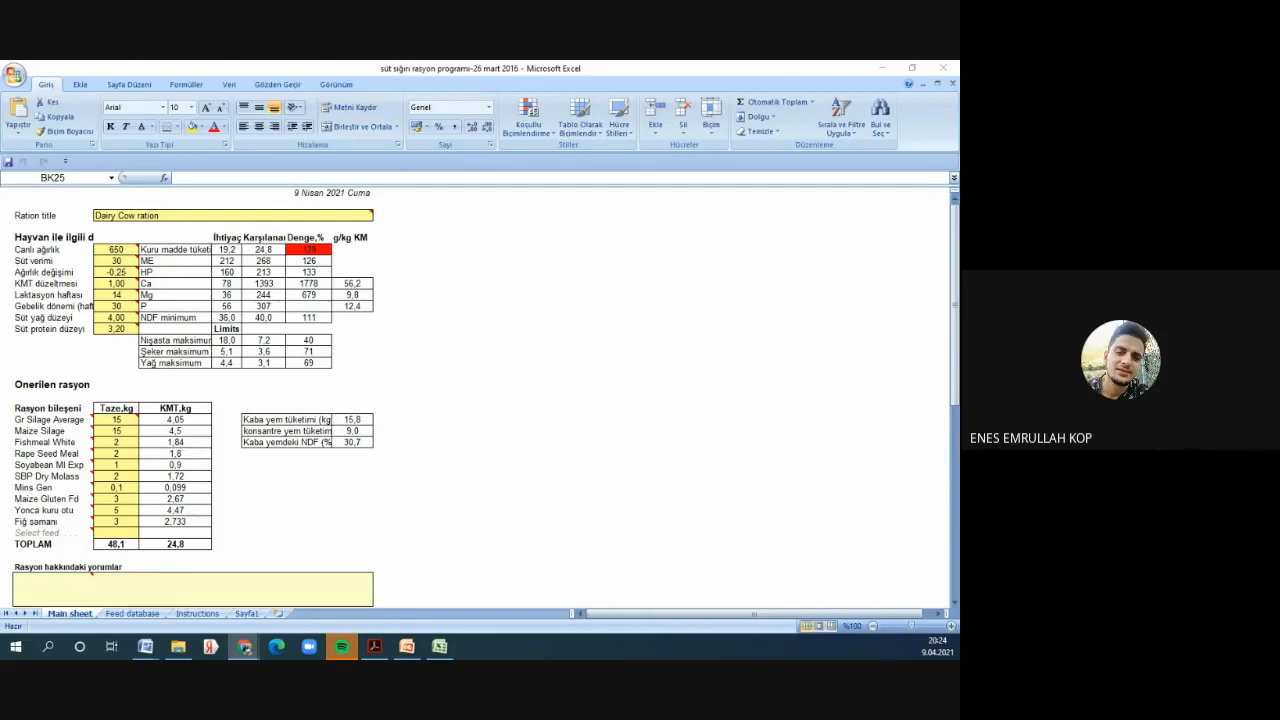 süt sığırı rasyon programi-26 mart 2016 - Microsoft Excel
Giriş Ekle Sayfa Düzeni Formüller Veri Gözden Geçir Görünüm
Yapıştır Kes Kopyala Biçim Boyacısı Pano
Arial 10 Yazı Tipi
Metni Kaydır Birleştir ve Ortala Hizalama
Genel Sayı
Koşullu Biçimlendirme Tablo Olarak Biçimlendir Hücre Stilleri Stiller
Ekle Sil Biçim Hücreler
Otomatik Toplam Dolgu Temizle Sırala ve Filtre Uygula Bul ve Seç Düzenleme
BK25 fx
9 Nisan 2021 Cuma
Ration title Dairy Cow ration
Hayvan ile ilgili d İhtiyaç Karşılanan Denge,% g/kg KM
Canlı ağırlık 650 Kuru madde tüketi 19,2 24,8 129
Süt verimi 30 ME 212 268 126
Ağırlık değişimi -0,25 HP 160 213 133
KMT düzeltmesi 1,00 Ca 78 1393 1778 56,2
Laktasyon haftası 14 Mg 36 244 679 9,8
Gebelik dönemi (haft 30 P 56 307 12,4
Süt yağ düzeyi 4,00 NDF minimum 36,0 40,0 111
Süt protein düzeyi 3,20 Limits
Nişasta maksimum 18,0 7,2 40
Şeker maksimum 5,1 3,6 71
Yağ maksimum 4,4 3,1 69
Onerilen rasyon
Rasyon bileşeni Taze,kg KMT,kg
Gr Silage Average 15 4,05 Kaba yem tüketimi (kg 15,8
Maize Silage 15 4,5 konsantre yem tüketim 9,0
Fishmeal White 2 1,84 Kaba yemdeki NDF (% 30,7
Rape Seed Meal 2 1,8
Soyabean Ml Exp 1 0,9
SBP Dry Molass 2 1,72
Mins Gen 0,1 0,099
Maize Gluten Fd 3 2,67
Yonca kuru otu 5 4,47
Fiğ samanı 3 2,733
Select feed. . . .
TOPLAM 48,1 24,8
Rasyon hakkındaki yorumlar
Main sheet Feed database Instructions Sayfa1
Hazır %100
20:24
9.04.2021
ENES EMRULLAH KOP